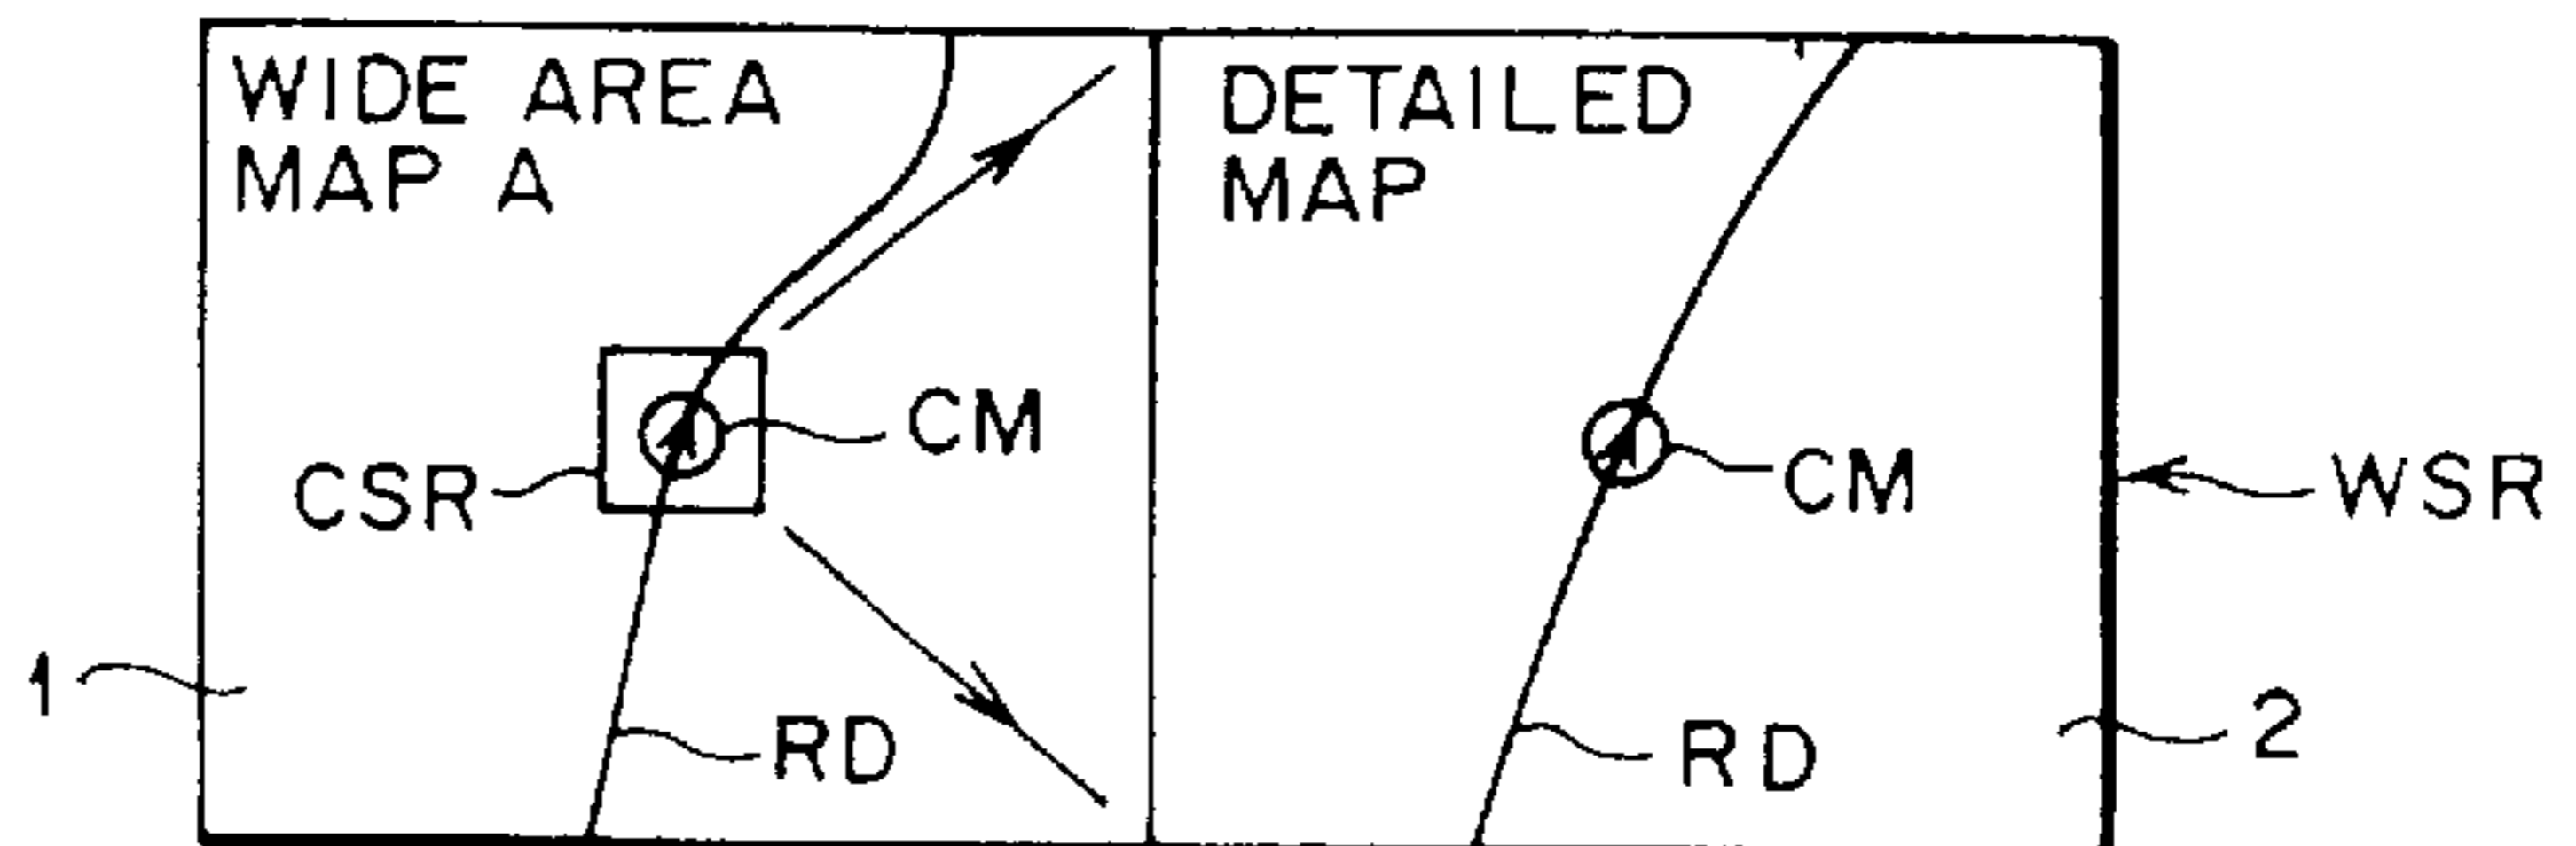 WIDE AREA
MAP A
DETAILED
MAP
CM
CSR
CM
WSR
1
RD
RD
2